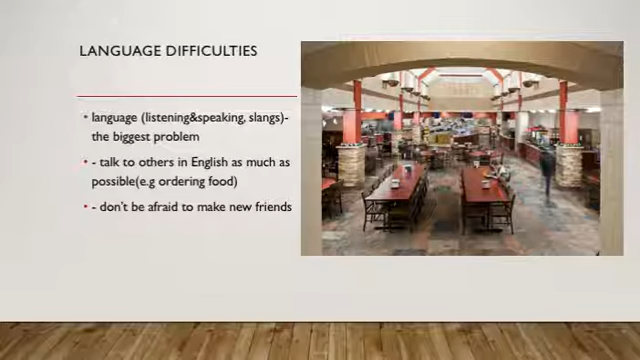 LANGUAGE DIFFICULTIES
• language (listening&speaking, slangs)-
the biggest problem
• - talk to others in English as much as
possible(e.g ordering food)
• - don't be afraid to make new friends